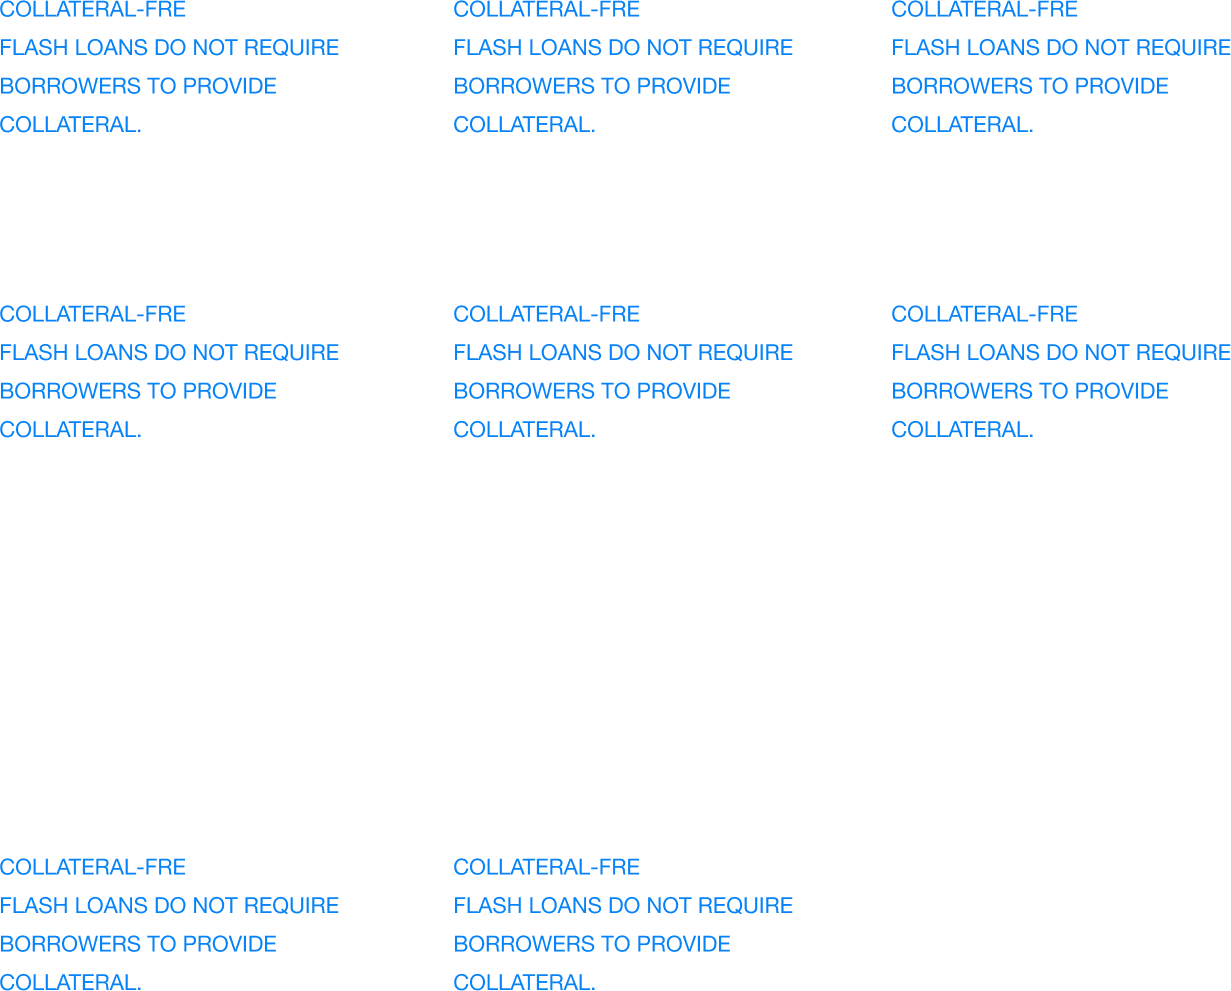 COLLATERAL-FRE
FLASH LOANS DO NOT REQUIRE
BORROWERS TO PROVIDE
COLLATERAL.
COLLATERAL-FRE
FLASH LOANS DO NOT REQUIRE
BORROWERS TO PROVIDE
COLLATERAL.
COLLATERAL-FRE
FLASH LOANS DO NOT REQUIRE
BORROWERS TO PROVIDE
COLLATERAL.
COLLATERAL-FRE
FLASH LOANS DO NOT REQUIRE
BORROWERS TO PROVIDE
COLLATERAL.
COLLATERAL-FRE
FLASH LOANS DO NOT REQUIRE
BORROWERS TO PROVIDE
COLLATERAL.
COLLATERAL-FRE
FLASH LOANS DO NOT REQUIRE
BORROWERS TO PROVIDE
COLLATERAL.
COLLATERAL-FRE
FLASH LOANS DO NOT REQUIRE
BORROWERS TO PROVIDE
COLLATERAL.
COLLATERAL-FRE
FLASH LOANS DO NOT REQUIRE
BORROWERS TO PROVIDE
COLLATERAL.